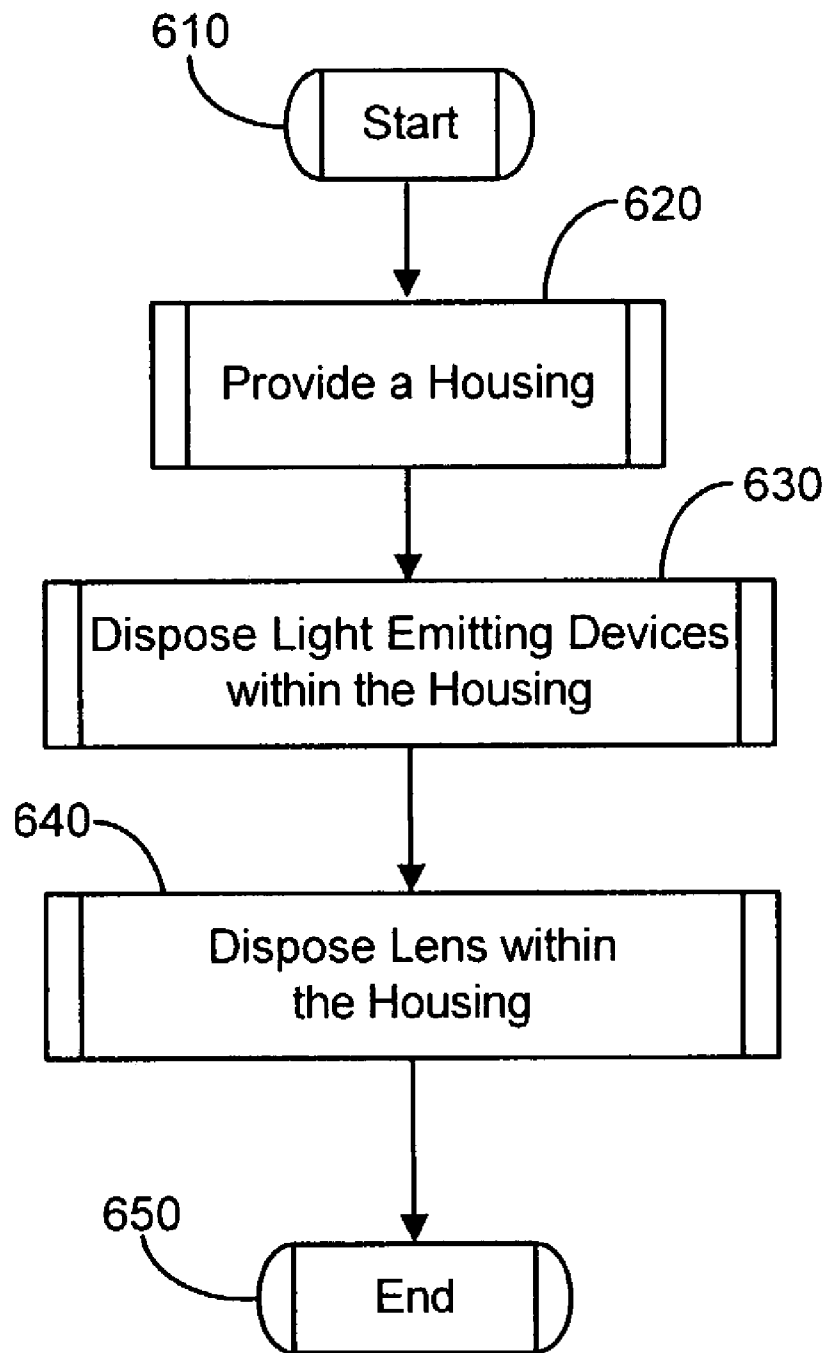 610
Start
620
Provide a Housing
630
Dispose Light Emitting Devices
within the Housing
640
Dispose Lens within
the Housing
650
End